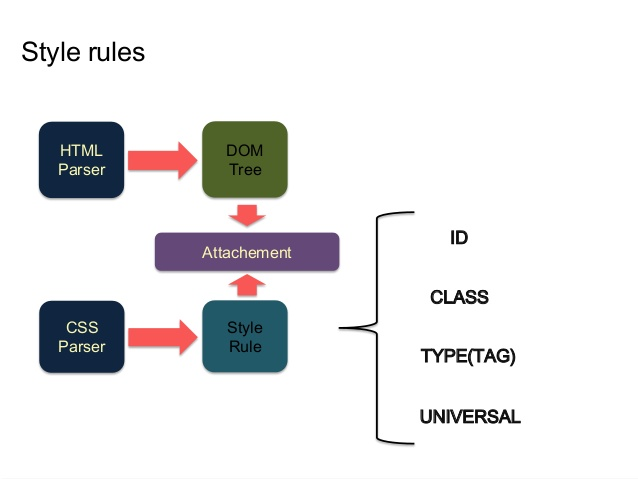 Style rules
HTML
Parser
DOM
Tree
Attachement
CSS
Parser
Style
Rule
ID
CLASS
TYPE(TAG)
UNIVERSAL